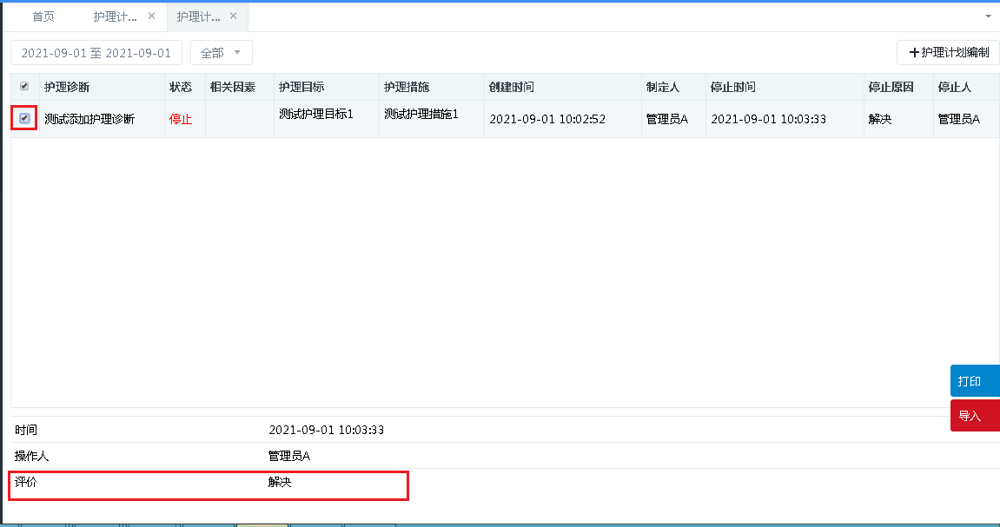 首页 护理计... × 护理计... ×
2021-09-01 至 2021-09-01 全部 +护理计划编制
护理诊断 状态 相关因素 护理目标 护理措施 创建时间 制定人 停止时间 停止原因 停止人
测试添加护理诊断 停止 测试护理目标1 测试护理措施1 2021-09-01 10:02:52 管理员A 2021-09-01 10:03:33 解决 管理员A
打印
导入
时间 2021-09-01 10:03:33
操作人 管理员A
评价 解决